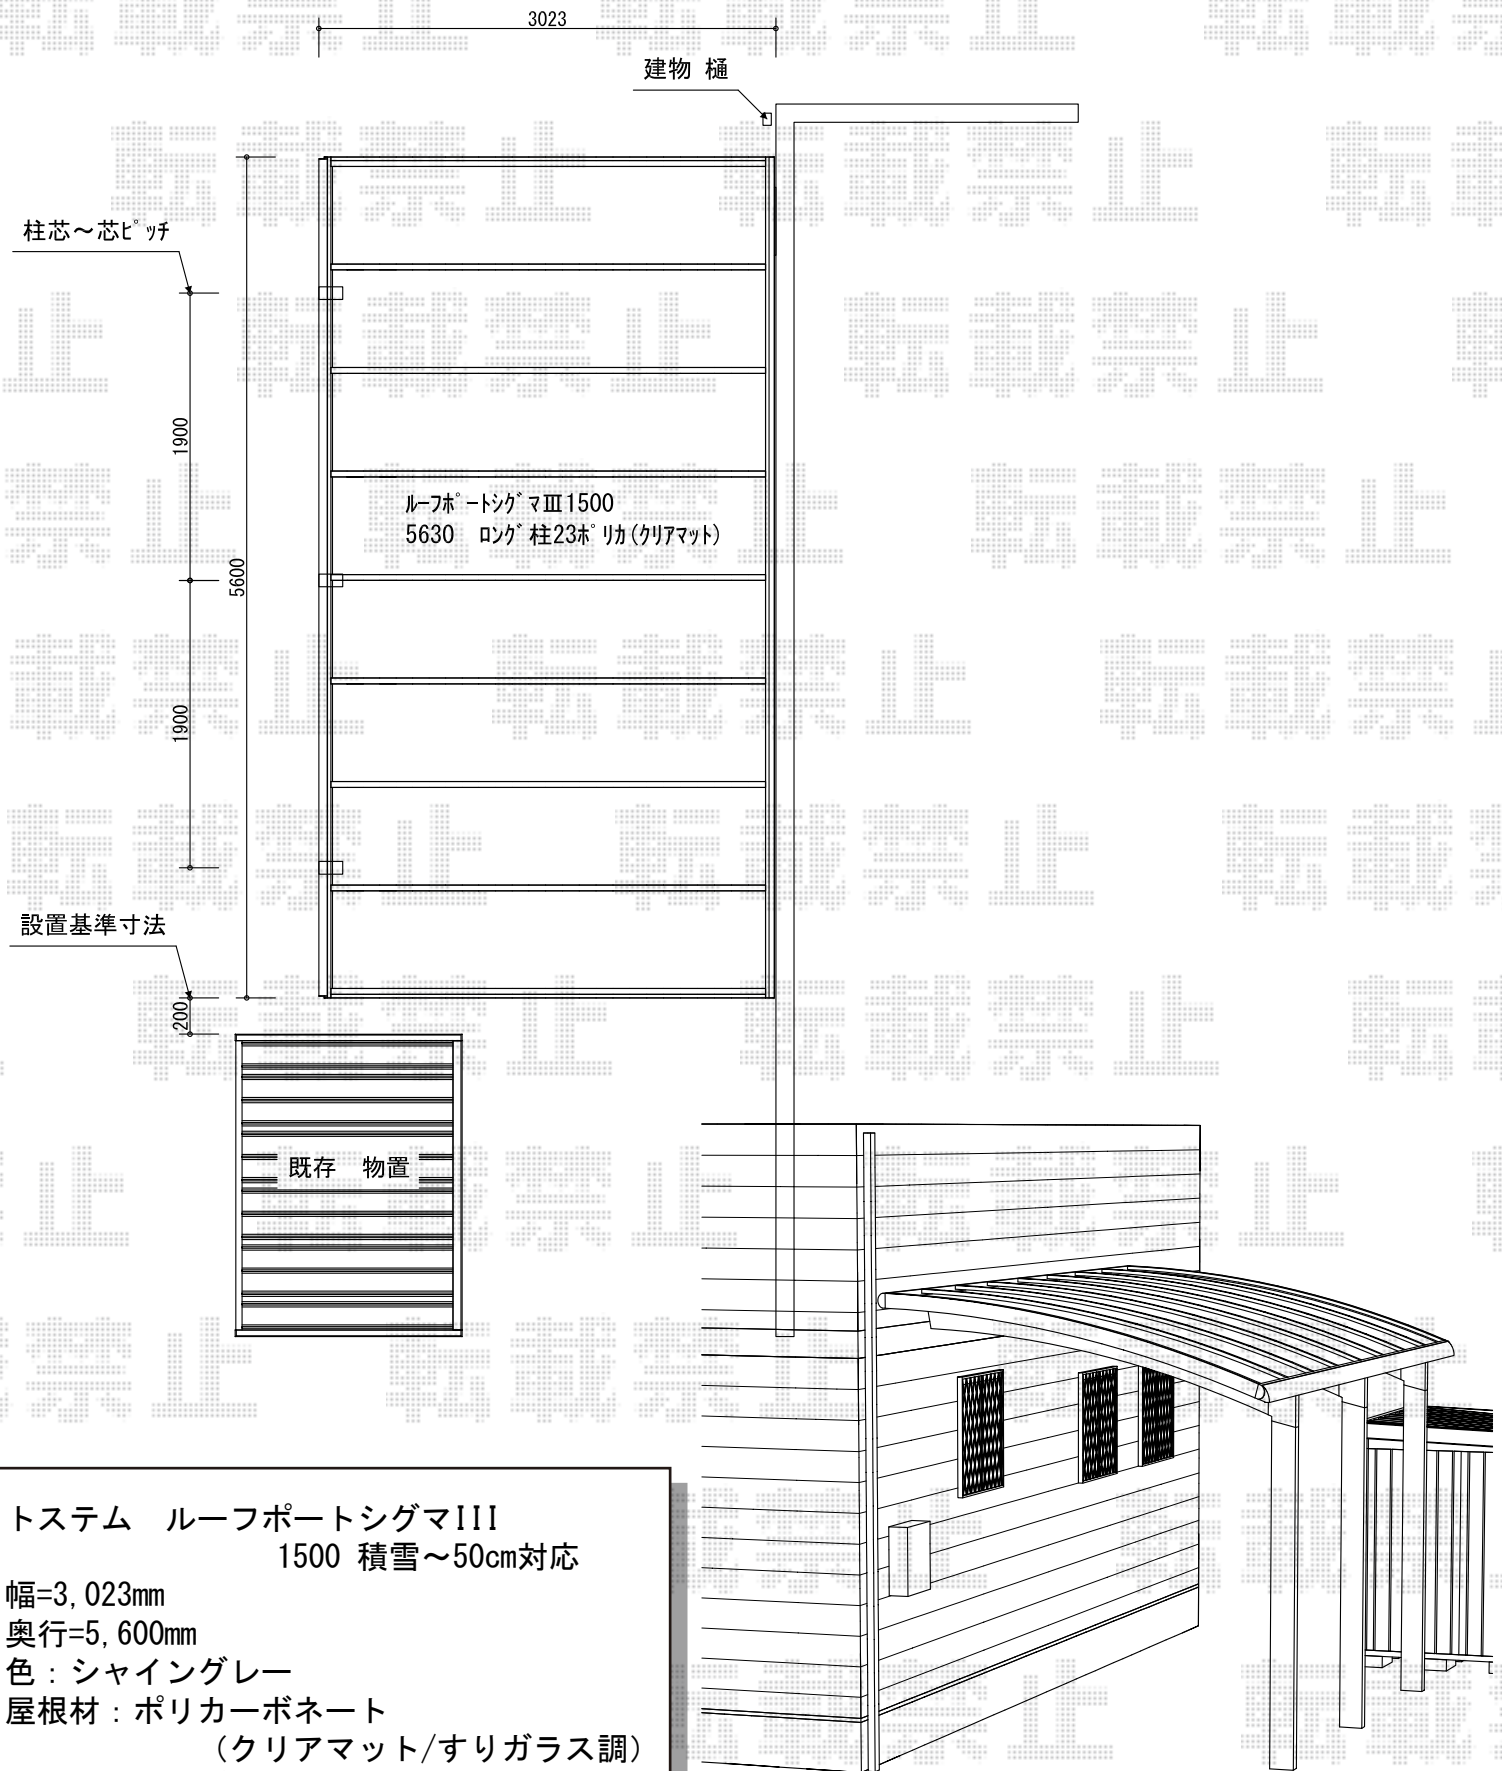 3023
建物 樋
柱芯～芯ﾋﾟｯﾁ
1900
5600
ﾙｰﾌﾎﾟｰﾄｼｸﾞﾏⅢ1500
5630 ﾛﾝｸﾞ柱23ﾎﾟﾘｶ(ｸﾘｱﾏｯﾄ)
1900
設置基準寸法
200
既存 物置
トステム ルーフポートシグマIII
1500 積雪～50cm対応
幅=3,023mm
奥行=5,600mm
色：シャイングレー
屋根材：ポリカーボネート
（クリアマット/すりガラス調）
転載禁止